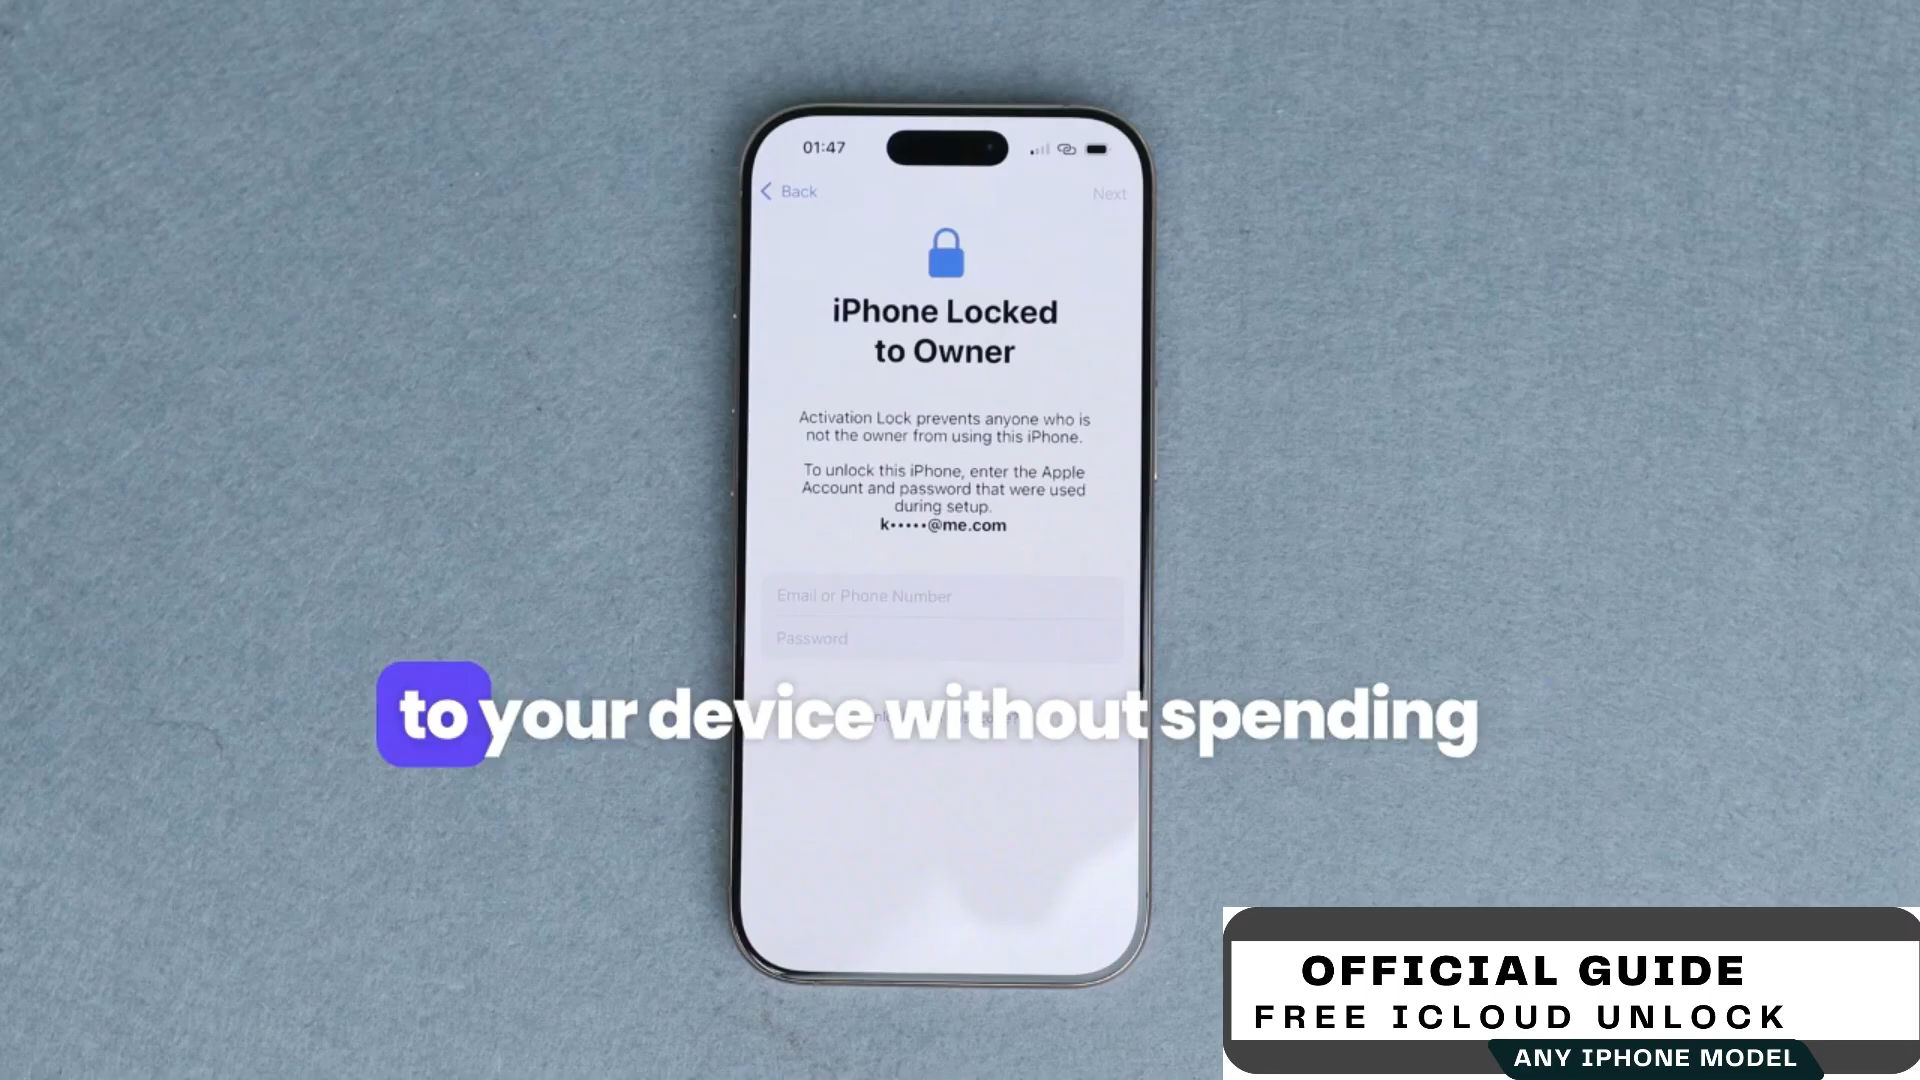 01:47
Back
Next
iPhone Locked
to Owner
Activation Lock prevents anyone who is
not the owner from using this iPhone.
To unlock this iPhone, enter the Apple
Account and password that were used
during setup.
k•••••@me.com
Email or Phone Number
Password
to your device without spending
OFFICIAL GUIDE
FREE ICLOUD UNLOCK
ANY IPHONE MODEL